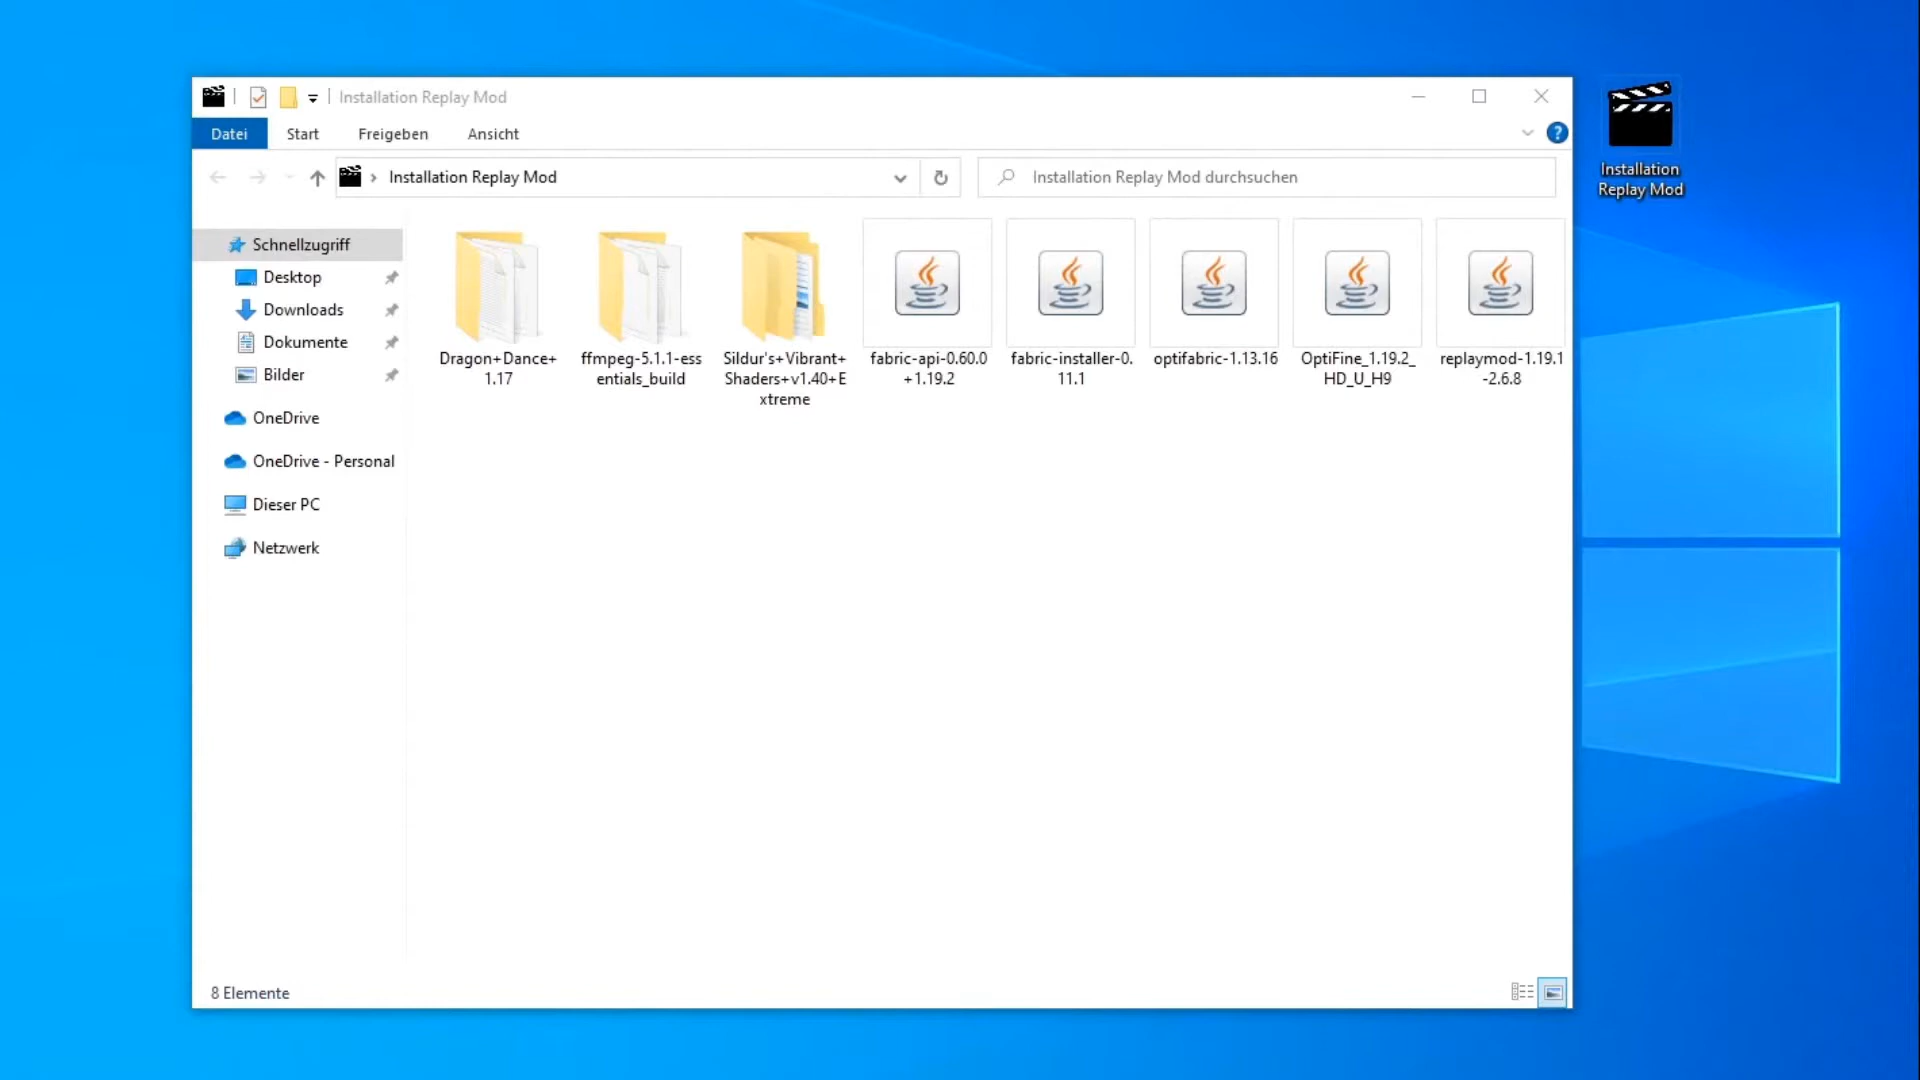 Installation Replay Mod
Datei
Start
Freigeben
Ansicht
?
Installation Replay Mod
Installation Replay Mod durchsuchen
Installation
Replay Mod
Schnellzugriff
Desktop
Downloads
Dokumente
Bilder
OneDrive
OneDrive - Personal
Dieser PC
Netzwerk
Dragon+Dance+
1.17
ffmpeg-5.1.1-ess
entials_build
Sildur's+Vibrant+
Shaders+v1.40+E
xtreme
fabric-api-0.60.0
+1.19.2
fabric-installer-0.
11.1
optifabric-1.13.16
OptiFine_1.19.2_
HD_U_H9
replaymod-1.19.1
-2.6.8
8 Elemente